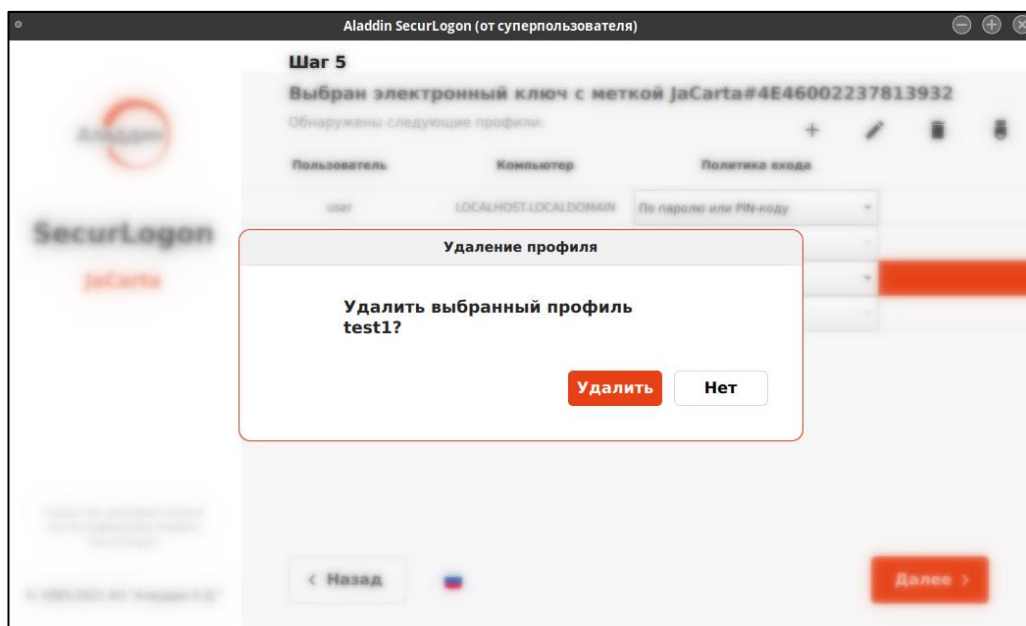 Aladdin SecurLogon (от суперпользователя)
Шаг 5
Выбран электронный ключ с меткой JaCarta#4E46002237813932
Обнаружены следующие профили:
Пользователь Компьютер Политика входа
user LOCALHOST.LOCALDOMAIN По паролю или PIN-коду
Аладдин
SecurLogon
JaCarta
Удаление профиля
Удалить выбранный профиль
test1?
Удалить Нет
< Назад
Далее >